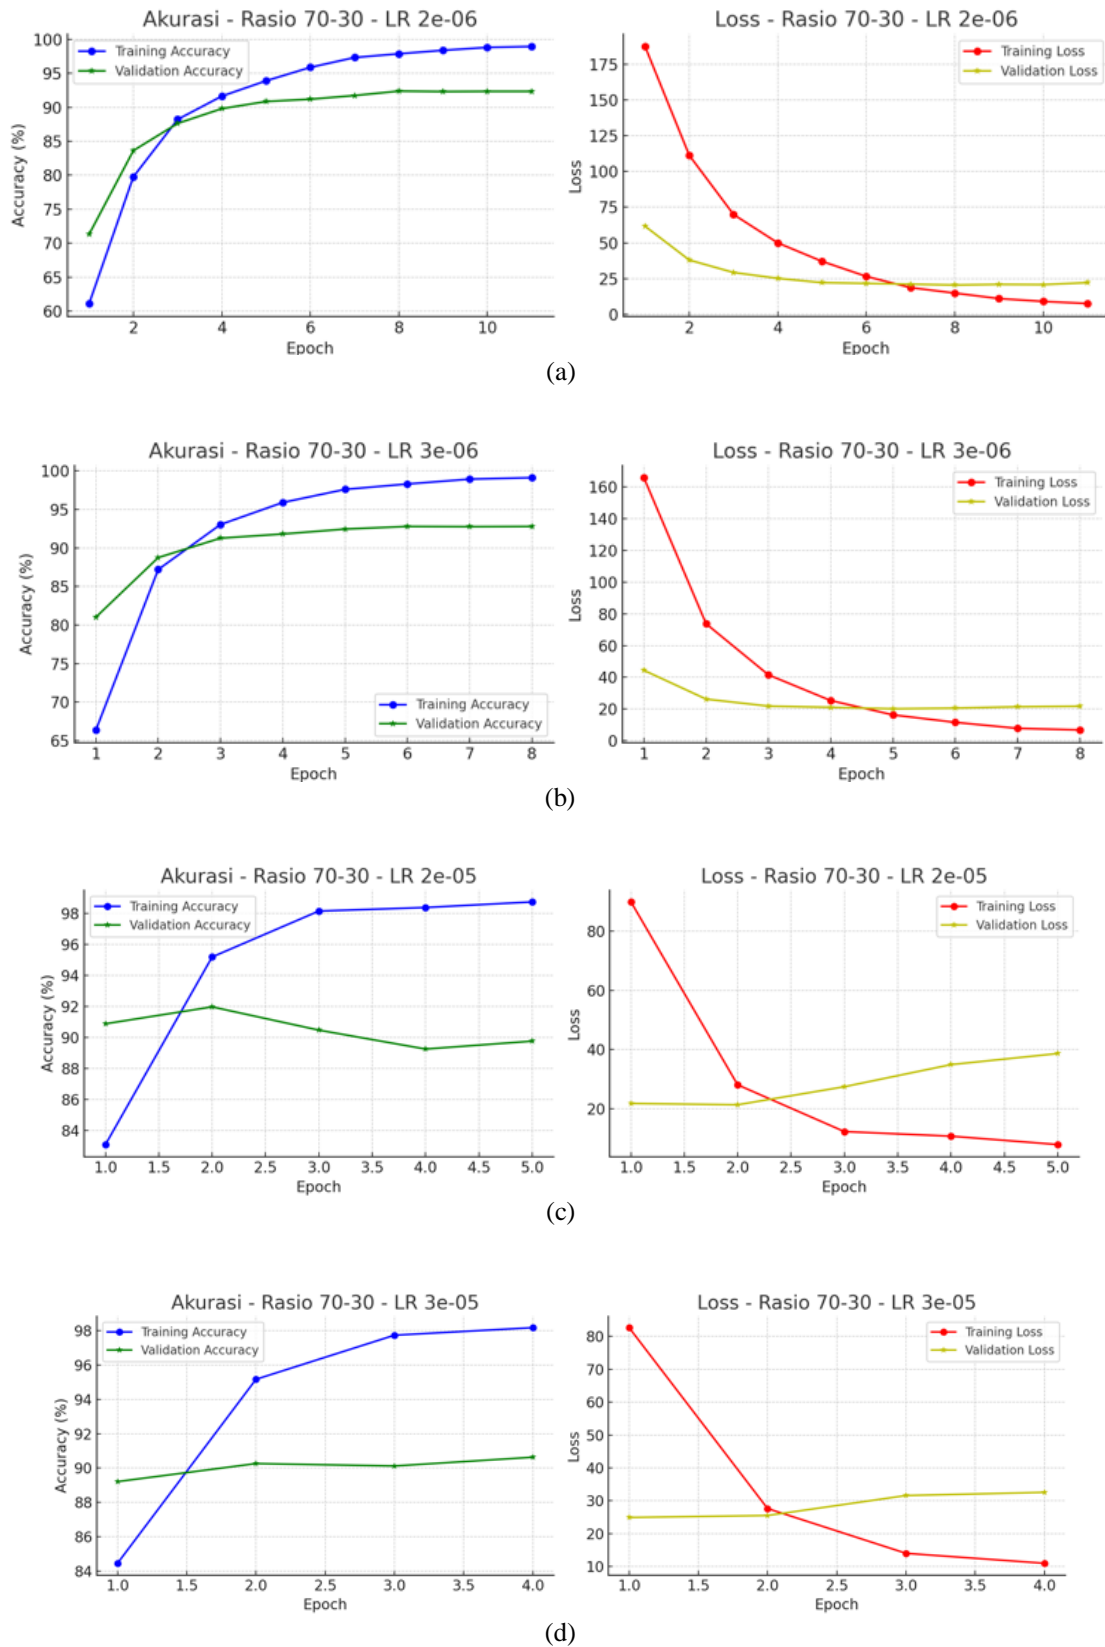 Akurasi - Rasio 70-30 - LR 2e-06
Training Accuracy
Validation Accuracy
Accuracy (%)
100
95
90
85
80
75
70
65
60
2 4 6 8 10
Epoch
Loss - Rasio 70-30 - LR 2e-06
Training Loss
Validation Loss
Loss
175
150
125
100
75
50
25
0
2 4 6 8 10
Epoch
(a)
Akurasi - Rasio 70-30 - LR 3e-06
Accuracy (%)
100
95
90
85
80
75
70
65
Training Accuracy
Validation Accuracy
1 2 3 4 5 6 7 8
Epoch
Loss - Rasio 70-30 - LR 3e-06
Training Loss
Validation Loss
Loss
160
140
120
100
80
60
40
20
0
1 2 3 4 5 6 7 8
Epoch
(b)
Akurasi - Rasio 70-30 - LR 2e-05
Training Accuracy
Validation Accuracy
Accuracy (%)
98
96
94
92
90
88
86
84
1.0 1.5 2.0 2.5 3.0 3.5 4.0 4.5 5.0
Epoch
Loss - Rasio 70-30 - LR 2e-05
Training Loss
Validation Loss
Loss
80
60
40
20
1.0 1.5 2.0 2.5 3.0 3.5 4.0 4.5 5.0
Epoch
(c)
Akurasi - Rasio 70-30 - LR 3e-05
Training Accuracy
Validation Accuracy
Accuracy (%)
98
96
94
92
90
88
86
84
1.0 1.5 2.0 2.5 3.0 3.5 4.0
Epoch
Loss - Rasio 70-30 - LR 3e-05
Training Loss
Validation Loss
Loss
80
70
60
50
40
30
20
10
1.0 1.5 2.0 2.5 3.0 3.5 4.0
Epoch
(d)